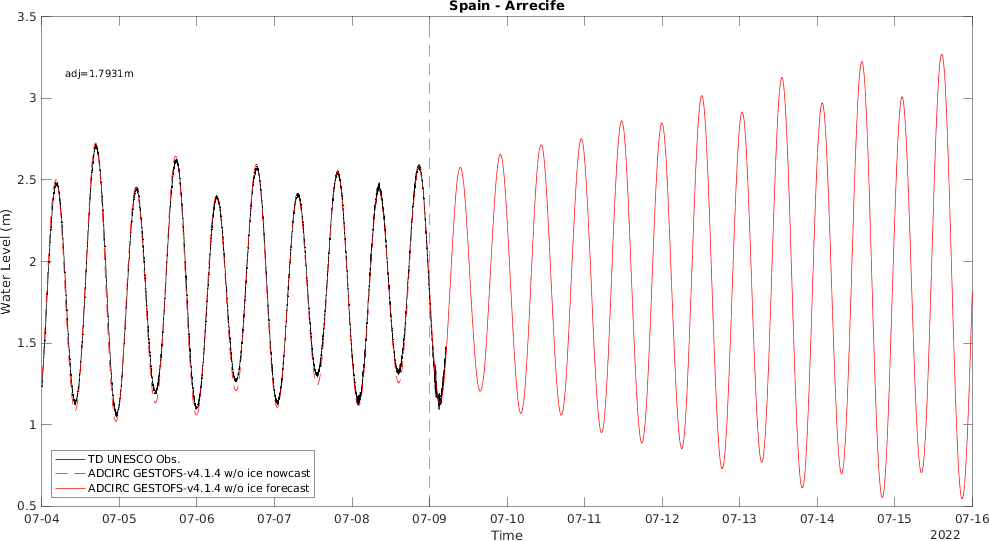 Spain - Arrecife
3.5
adj=1.7931m
3
2.5
2
Water Level (m)
1.5
1
TD UNESCO Obs.
ADCIRC GESTOFS-v4.1.4 w/o ice nowcast
ADCIRC GESTOFS-v4.1.4 w/o ice forecast
0.5
07-04 07-05 07-06 07-07 07-08 07-09 07-10 07-11 07-12 07-13 07-14 07-15 07-16
Time
2022